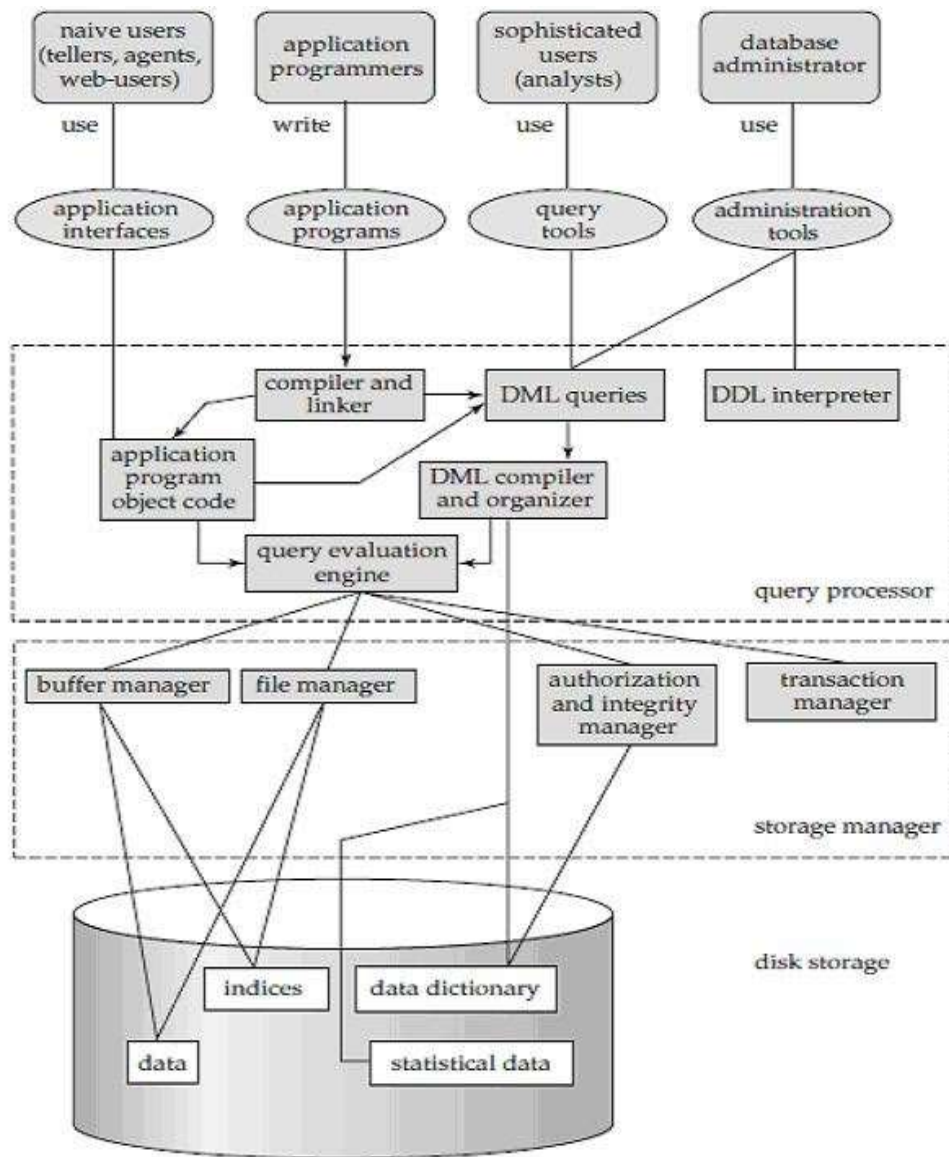 naive users
(tellers, agents,
web-users)
application
programmers
sophisticated
users
(analysts)
database
administrator
use
write
use
use
application
interfaces
application
programs
query
tools
administration
tools
compiler and
linker
DML queries
DDL interpreter
application
program
object code
DML compiler
and organizer
query evaluation
engine
query processor
buffer manager
file manager
authorization
and integrity
manager
transaction
manager
storage manager
disk storage
indices
data dictionary
data
statistical data